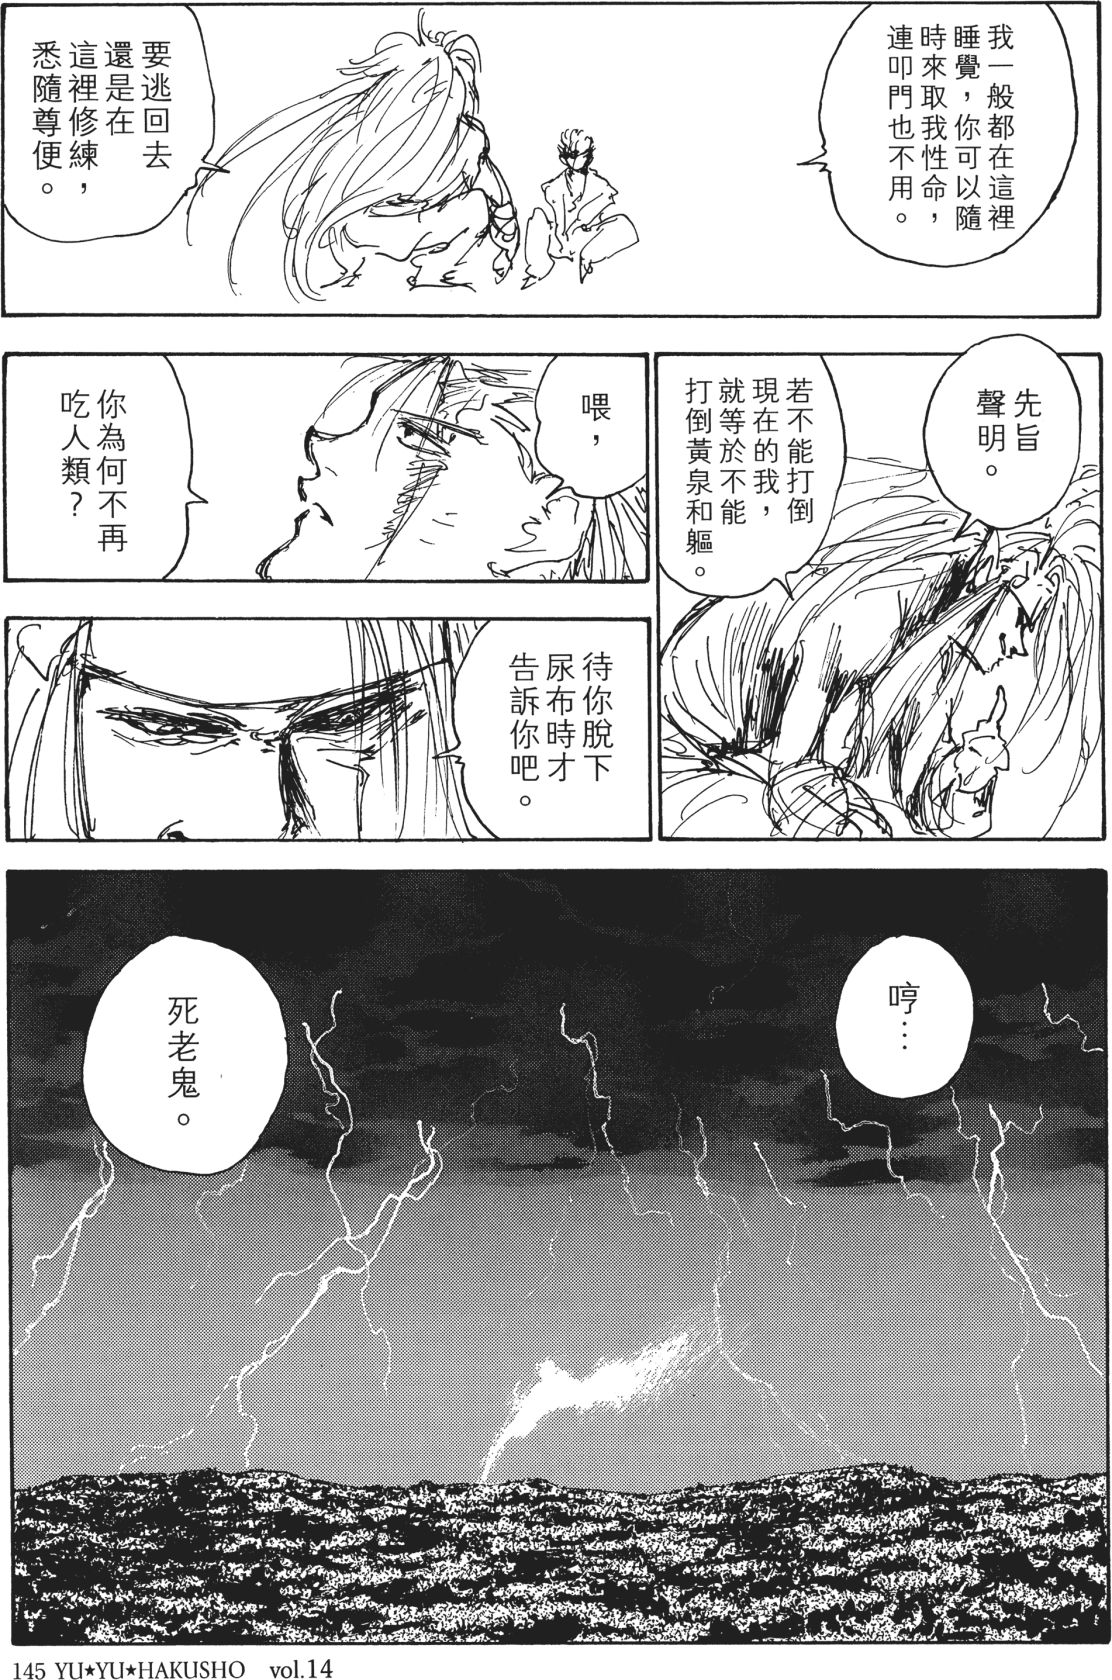 我一般都在這裡
睡覺，你可以隨
時來取我性命，
連叩門也不用。
要逃回去
還是在
這裡修練，
悉隨尊便。
先旨
聲明。
若不能打倒
現在的我，
就等於不能
打倒黃泉和軀。
喂，
你為何不再
吃人類？
待你脫下
尿布時才
告訴你吧。
哼…
死老鬼。
145 YU★YU★HAKUSHO vol.14